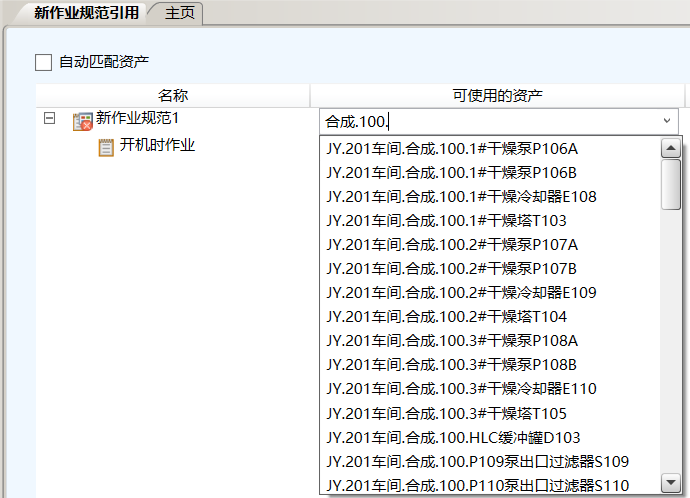 新作业规范引用 主页
自动匹配资产
名称 可使用的资产
新作业规范1 合成.100.
开机时作业
JY.201车间.合成.100.1#干燥泵P106A
JY.201车间.合成.100.1#干燥泵P106B
JY.201车间.合成.100.1#干燥冷却器E108
JY.201车间.合成.100.1#干燥塔T103
JY.201车间.合成.100.2#干燥泵P107A
JY.201车间.合成.100.2#干燥泵P107B
JY.201车间.合成.100.2#干燥冷却器E109
JY.201车间.合成.100.2#干燥塔T104
JY.201车间.合成.100.3#干燥泵P108A
JY.201车间.合成.100.3#干燥泵P108B
JY.201车间.合成.100.3#干燥冷却器E110
JY.201车间.合成.100.3#干燥塔T105
JY.201车间.合成.100.HLC缓冲罐D103
JY.201车间.合成.100.P109泵出口过滤器S109
JY.201车间.合成.100.P110泵出口过滤器S110